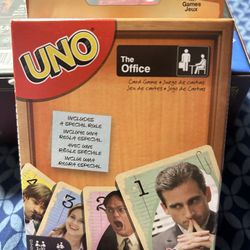 Games
Jeux
UNO
The
Office
Card Game • Juego de cartas
Jeu de cartes • Jogo de Cartas
INCLUDES
A SPECIAL RULE
INCLUYE UNA
REGLA ESPECIAL
AVEC UNE
RÈGLE SPÉCIALE
INCLUI UMA
REGRA ESPECIAL
4
3
2
1